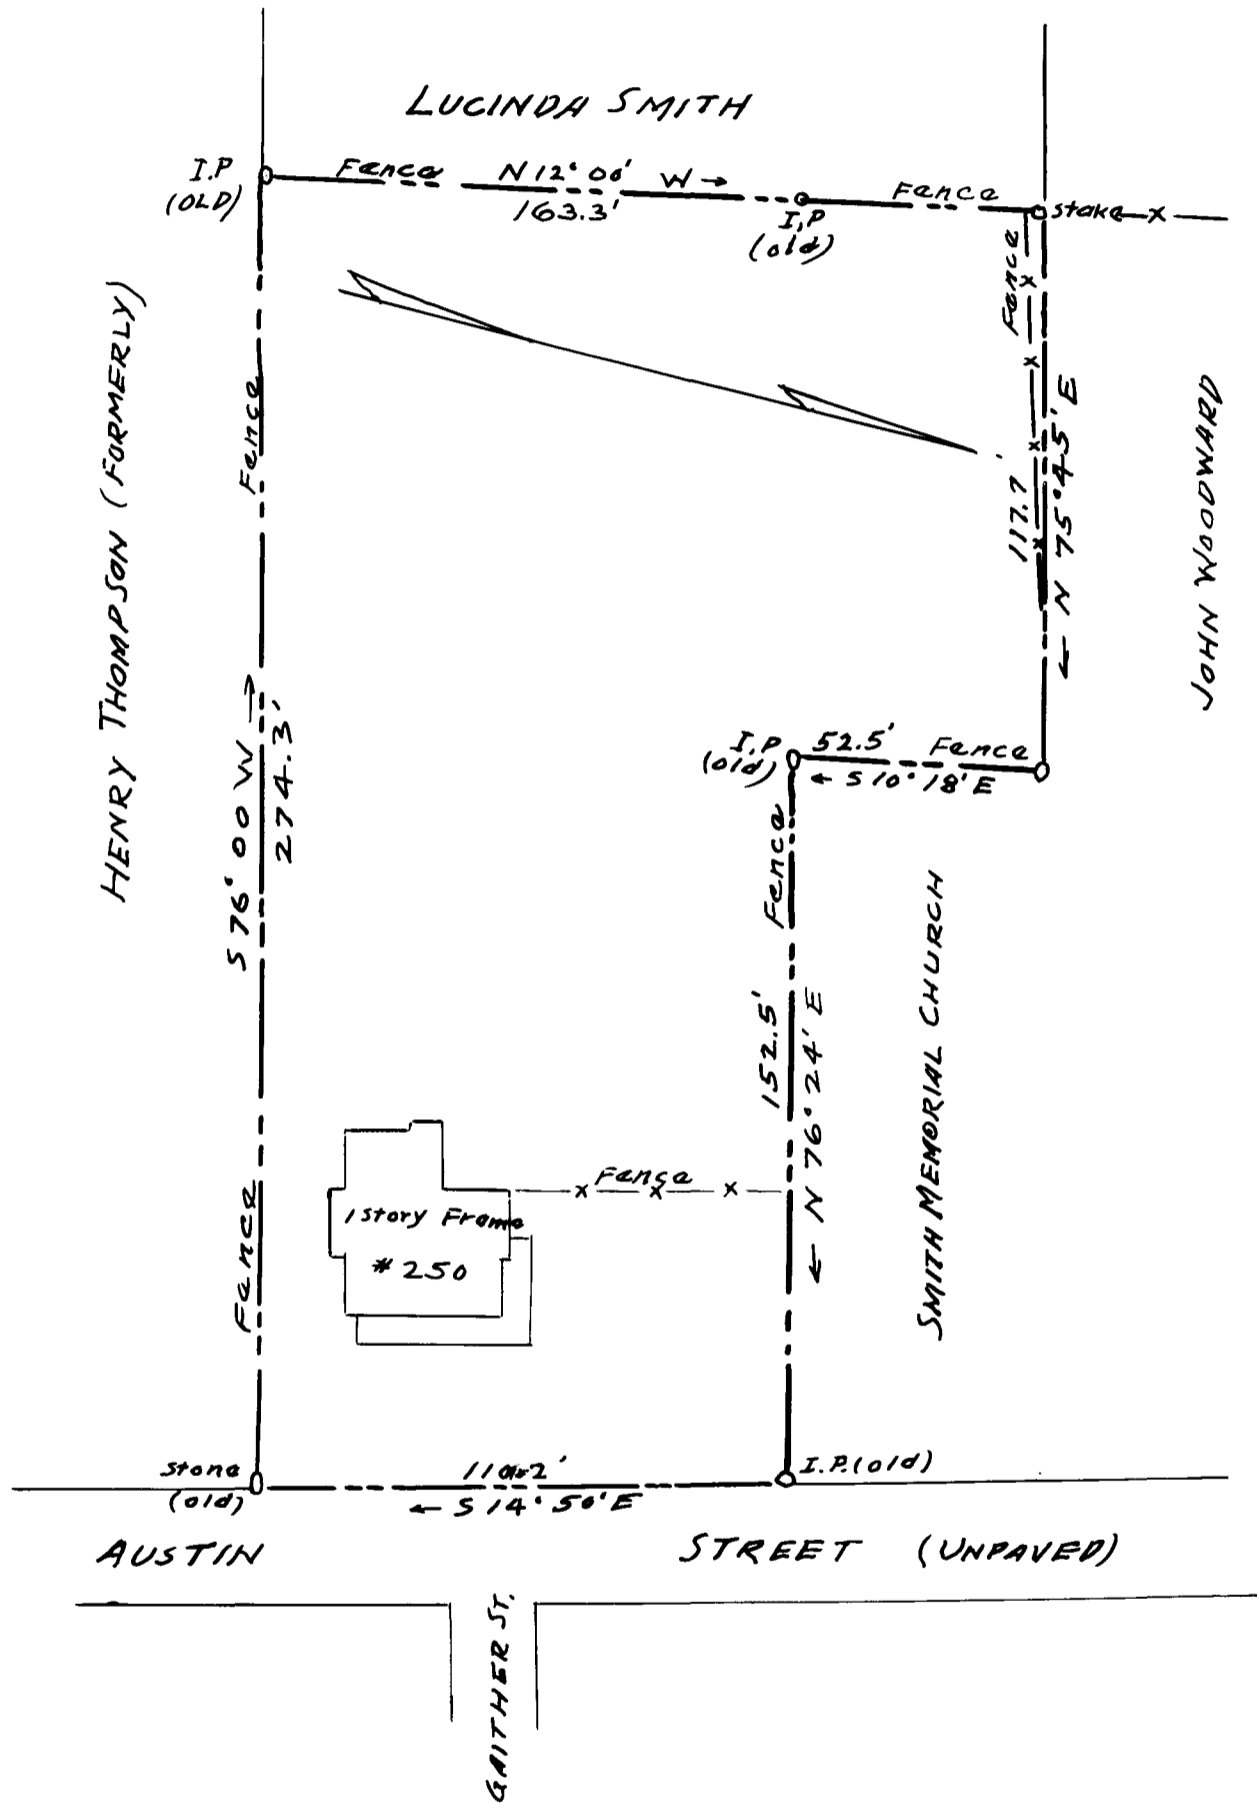 LUCINDA SMITH
I.P
(OLD)
Fence
N 12° 00' W →
163.3'
I.P
(old)
Fence
stake
Fence
117.7
← N 75° 45' E
JOHN WOODWARD
HENRY THOMPSON (FORMERLY)
Fence
S 76° 00 W →
274.3'
I.P
(old)
52.5'
Fence
← S 10° 18' E
Fence
152.5'
← N 76° 24' E
SMITH MEMORIAL CHURCH
Fence
Fence
1 story Frame
# 250
stone
(old)
← S 14° 50' E
I.P. (old)
AUSTIN STREET (UNPAVED)
GAITHER ST.